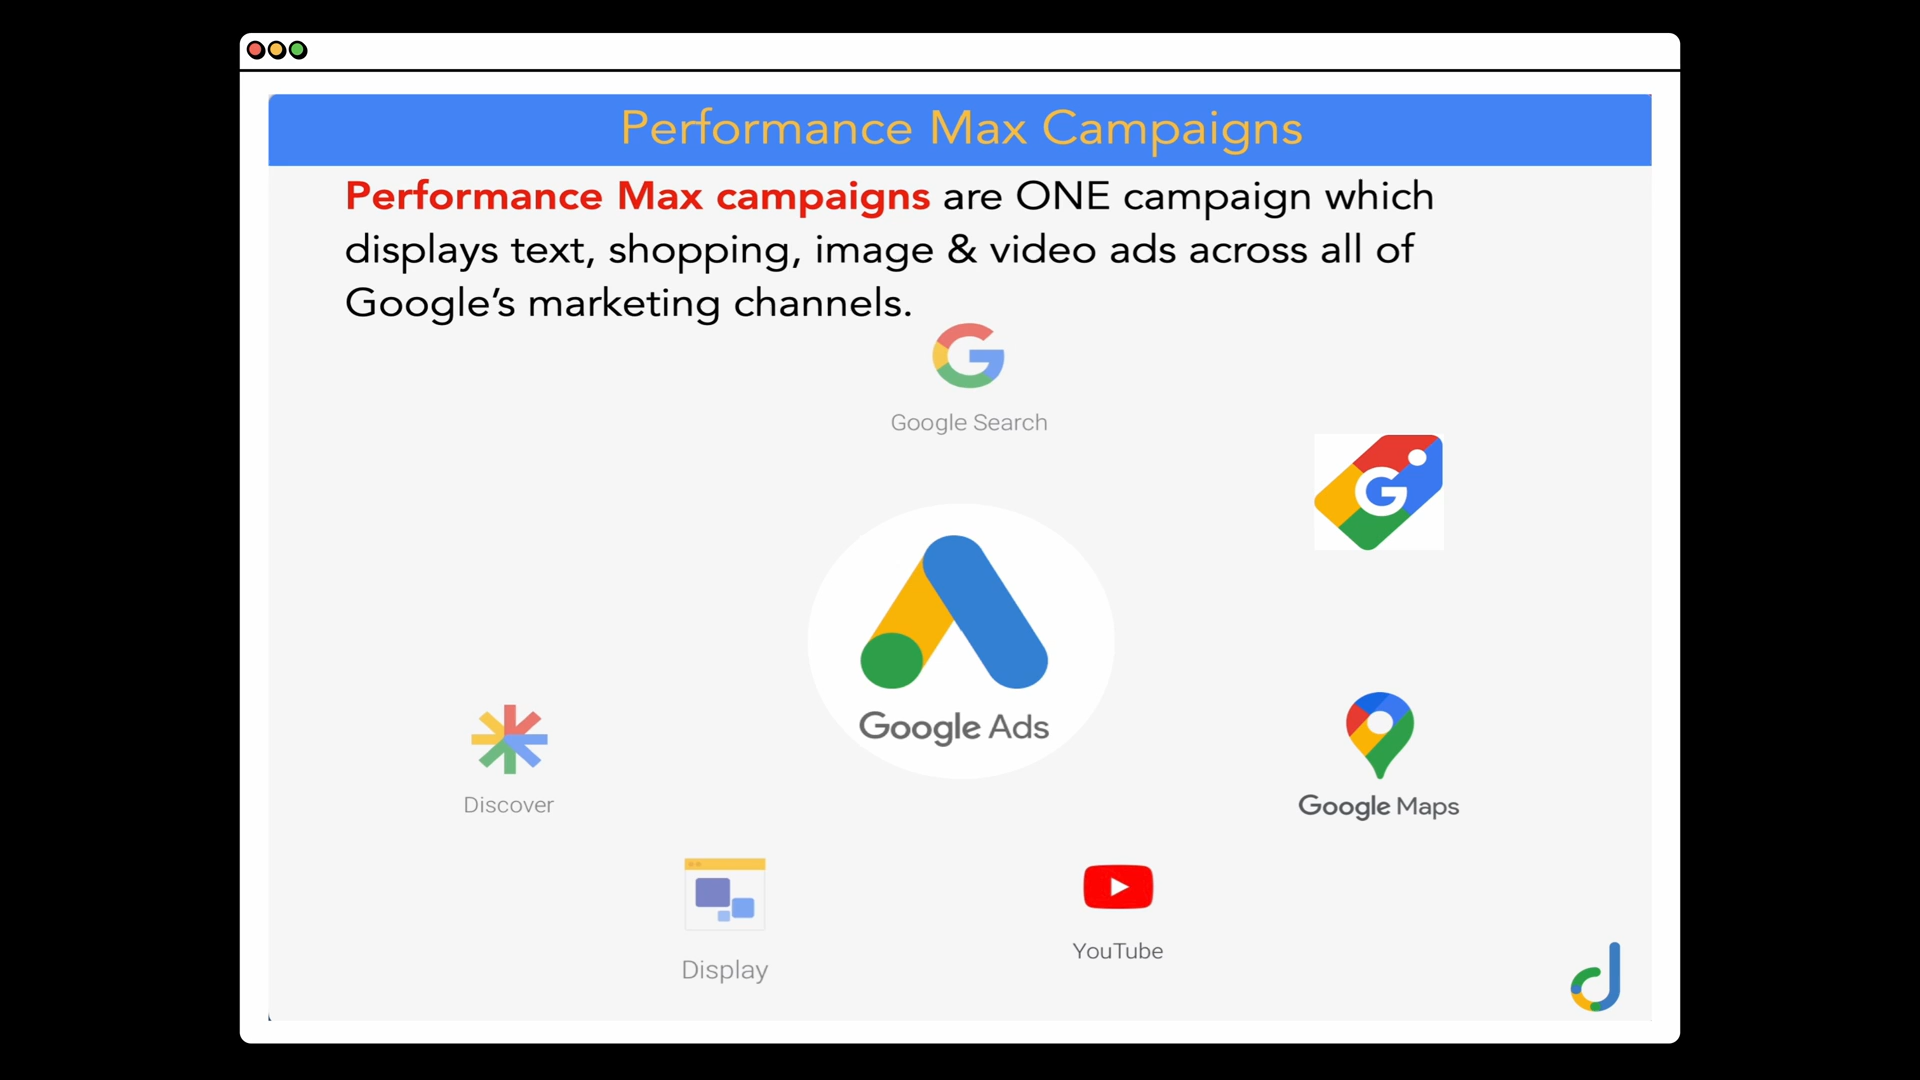 Performance Max Campaigns
Performance Max campaigns are ONE campaign which
displays text, shopping, image & video ads across all of
Google’s marketing channels.
Google Search
Google Ads
Discover
Google Maps
YouTube
Display